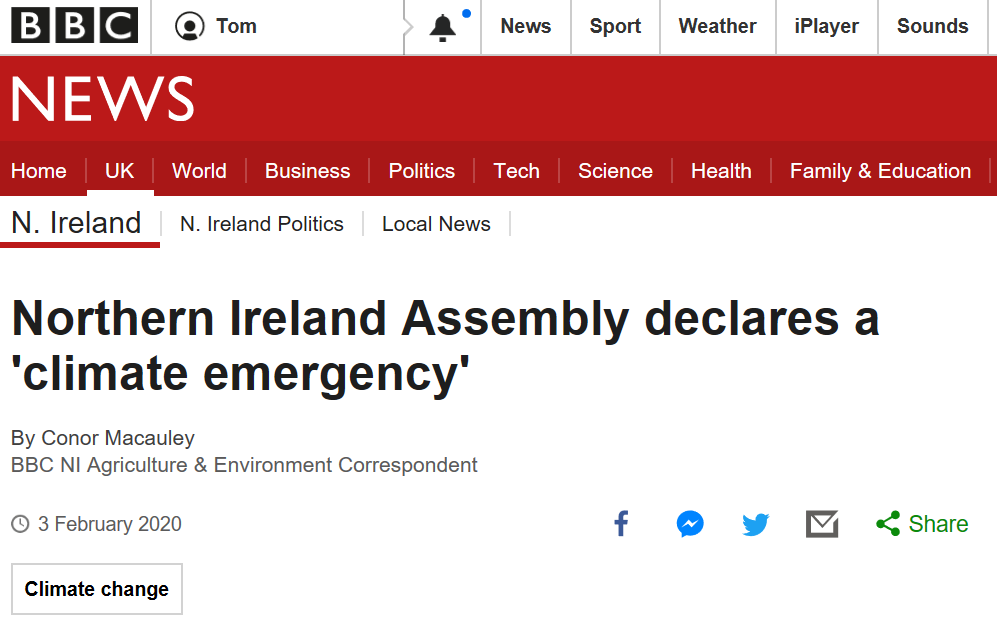 BBC Tom News Sport Weather iPlayer Sounds
NEWS
Home UK World Business Politics Tech Science Health Family & Education
N. Ireland N. Ireland Politics Local News
Northern Ireland Assembly declares a
'climate emergency'
By Conor Macauley
BBC NI Agriculture & Environment Correspondent
3 February 2020 Share
Climate change